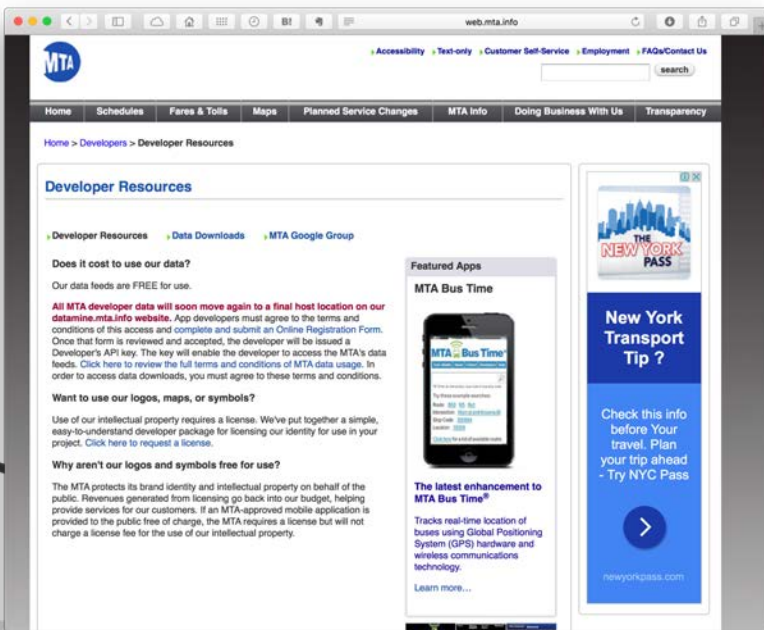 web.mta.info
MTA
Accessibility Text-only Customer Self-Service Employment FAQs/Contact Us
search
Home Schedules Fares & Tolls Maps Planned Service Changes MTA Info Doing Business With Us Transparency
Home > Developers > Developer Resources
Developer Resources
Developer Resources Data Downloads MTA Google Group
Does it cost to use our data?
Our data feeds are FREE for use.
All MTA developer data will soon move again to a final host location on our
datamine.mta.info website. App developers must agree to the terms and
conditions of this access and complete and submit an Online Registration Form.
Once that form is reviewed and accepted, the developer will be issued a
Developer's API key. The key will enable the developer to access the MTA's data
feeds. Click here to review the full terms and conditions of MTA data usage. In
order to access data downloads, you must agree to these terms and conditions.
Want to use our logos, maps, or symbols?
Use of our intellectual property requires a license. We've put together a simple,
easy-to-understand developer package for licensing our identity for use in your
project. Click here to request a license.
Why aren't our logos and symbols free for use?
The MTA protects its brand identity and intellectual property on behalf of the
public. Revenues generated from licensing go back into our budget, helping
provide services for our customers. If an MTA-approved mobile application is
provided to the public free of charge, the MTA requires a license but will not
charge a license fee for the use of our intellectual property.
Featured Apps
MTA Bus Time
MTA Bus Time
Try these example searches:
Route:
Intersection:
Zip Code:
Location:
Click here for a list of available routes
The latest enhancement to
MTA Bus Time®
Tracks real-time location of
buses using Global Positioning
System (GPS) hardware and
wireless communications
technology.
Learn more...
THE
NEW YORK
PASS
New York
Transport
Tip ?
Check this info
before Your
travel. Plan
your trip ahead
- Try NYC Pass
newyorkpass.com